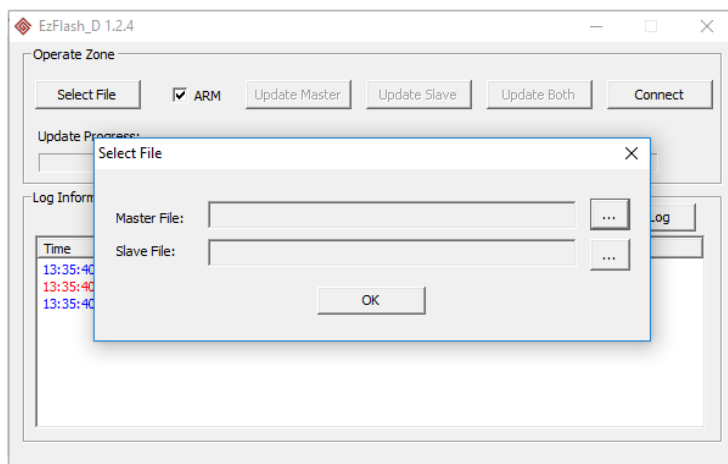 EzFlash_D 1.2.4
Operate Zone
Select File ARM Update Master Update Slave Update Both Connect
Update Progress:
Select File
Log Inform
Master File: ... Log
Slave File: ...
Time
13:35:40
13:35:40
13:35:40
OK